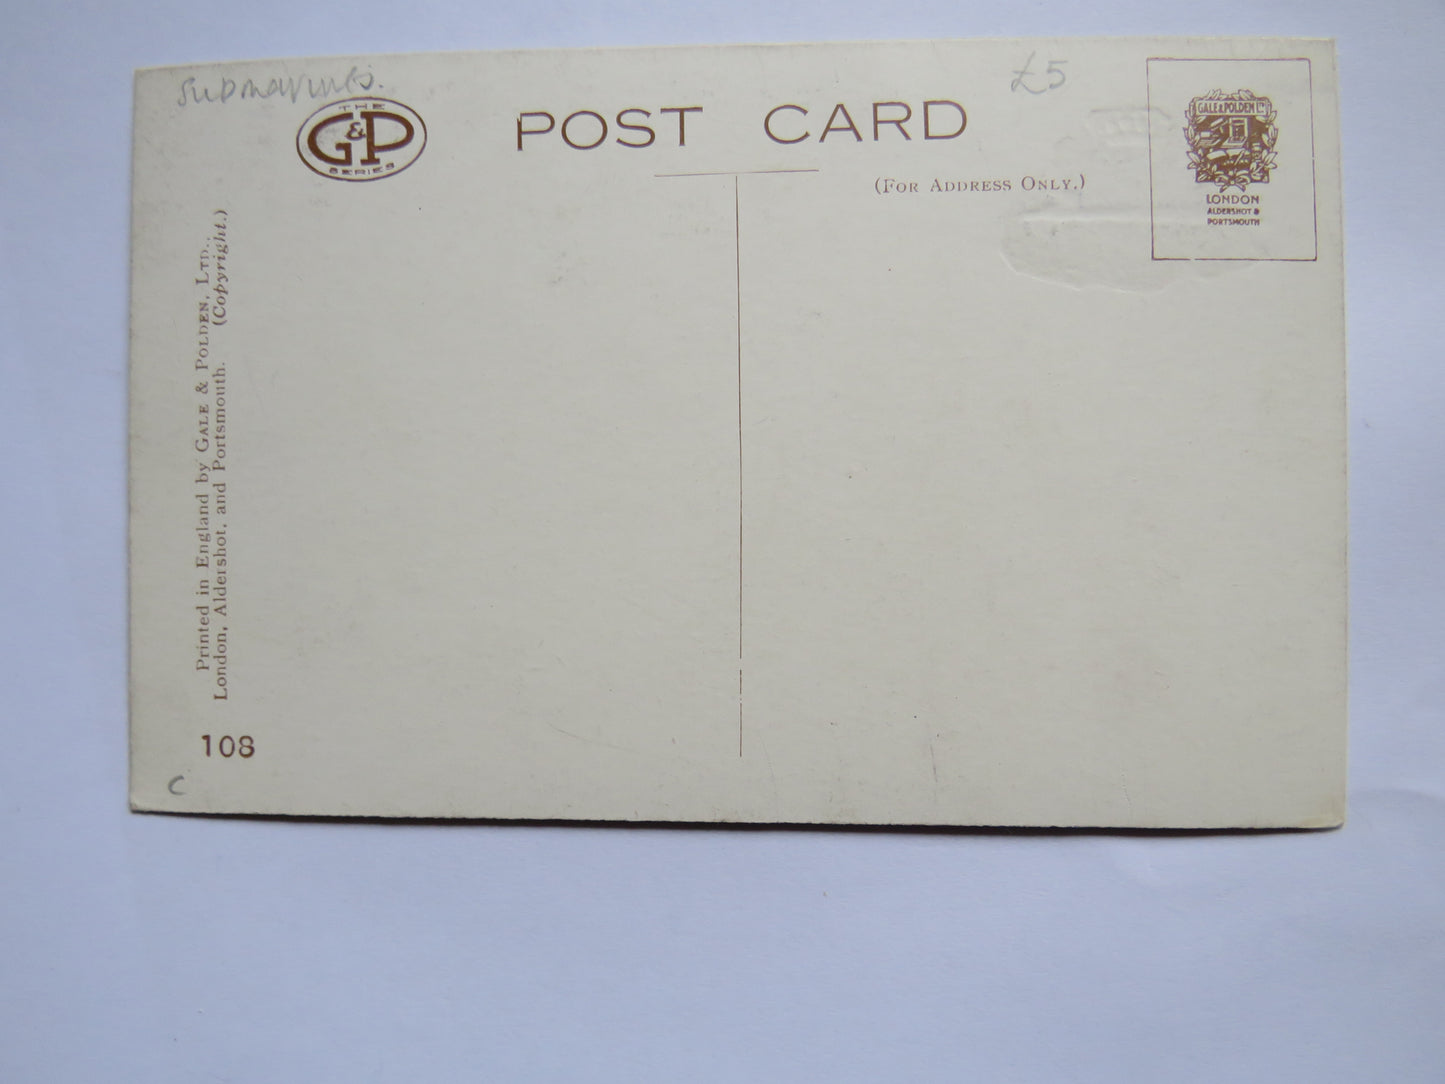 submarines.
£5
THE
G&P
SERIES
POST CARD
(FOR ADDRESS ONLY.)
GALE & POLDEN LTD
LONDON
ALDERSHOT &
PORTSMOUTH
Printed in England by GALE & POLDEN, LTD.,
London, Aldershot, and Portsmouth. (Copyright.)
108
C